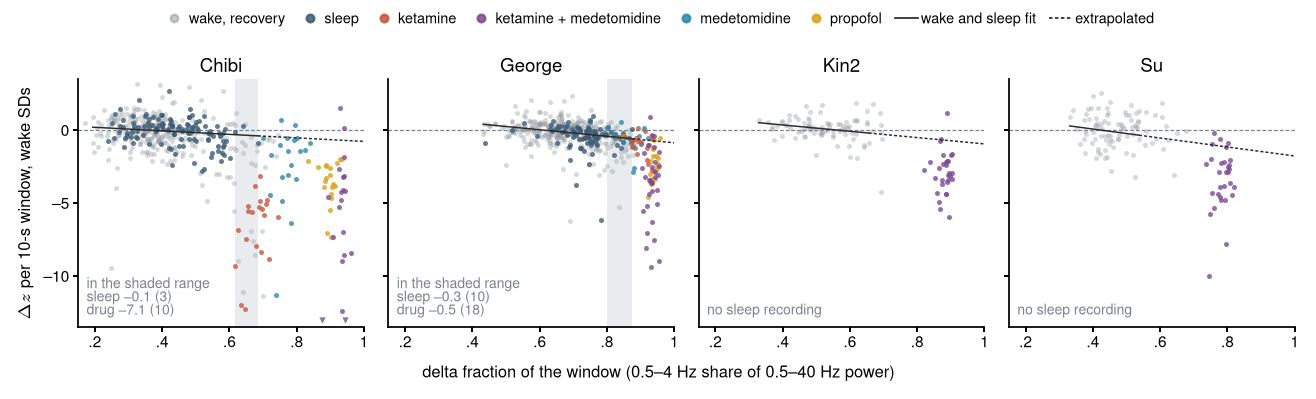 wake, recovery sleep ketamine ketamine + medetomidine medetomidine propofol wake and sleep fit extrapolated
Chibi George Kin2 Su
Δz per 10-s window, wake SDs
0
−5
−10
in the shaded range
sleep −0.1 (3)
drug −7.1 (10)
in the shaded range
sleep −0.3 (10)
drug −0.5 (18)
no sleep recording
no sleep recording
.2 .4 .6 .8 1 .2 .4 .6 .8 1 .2 .4 .6 .8 1 .2 .4 .6 .8 1
delta fraction of the window (0.5–4 Hz share of 0.5–40 Hz power)